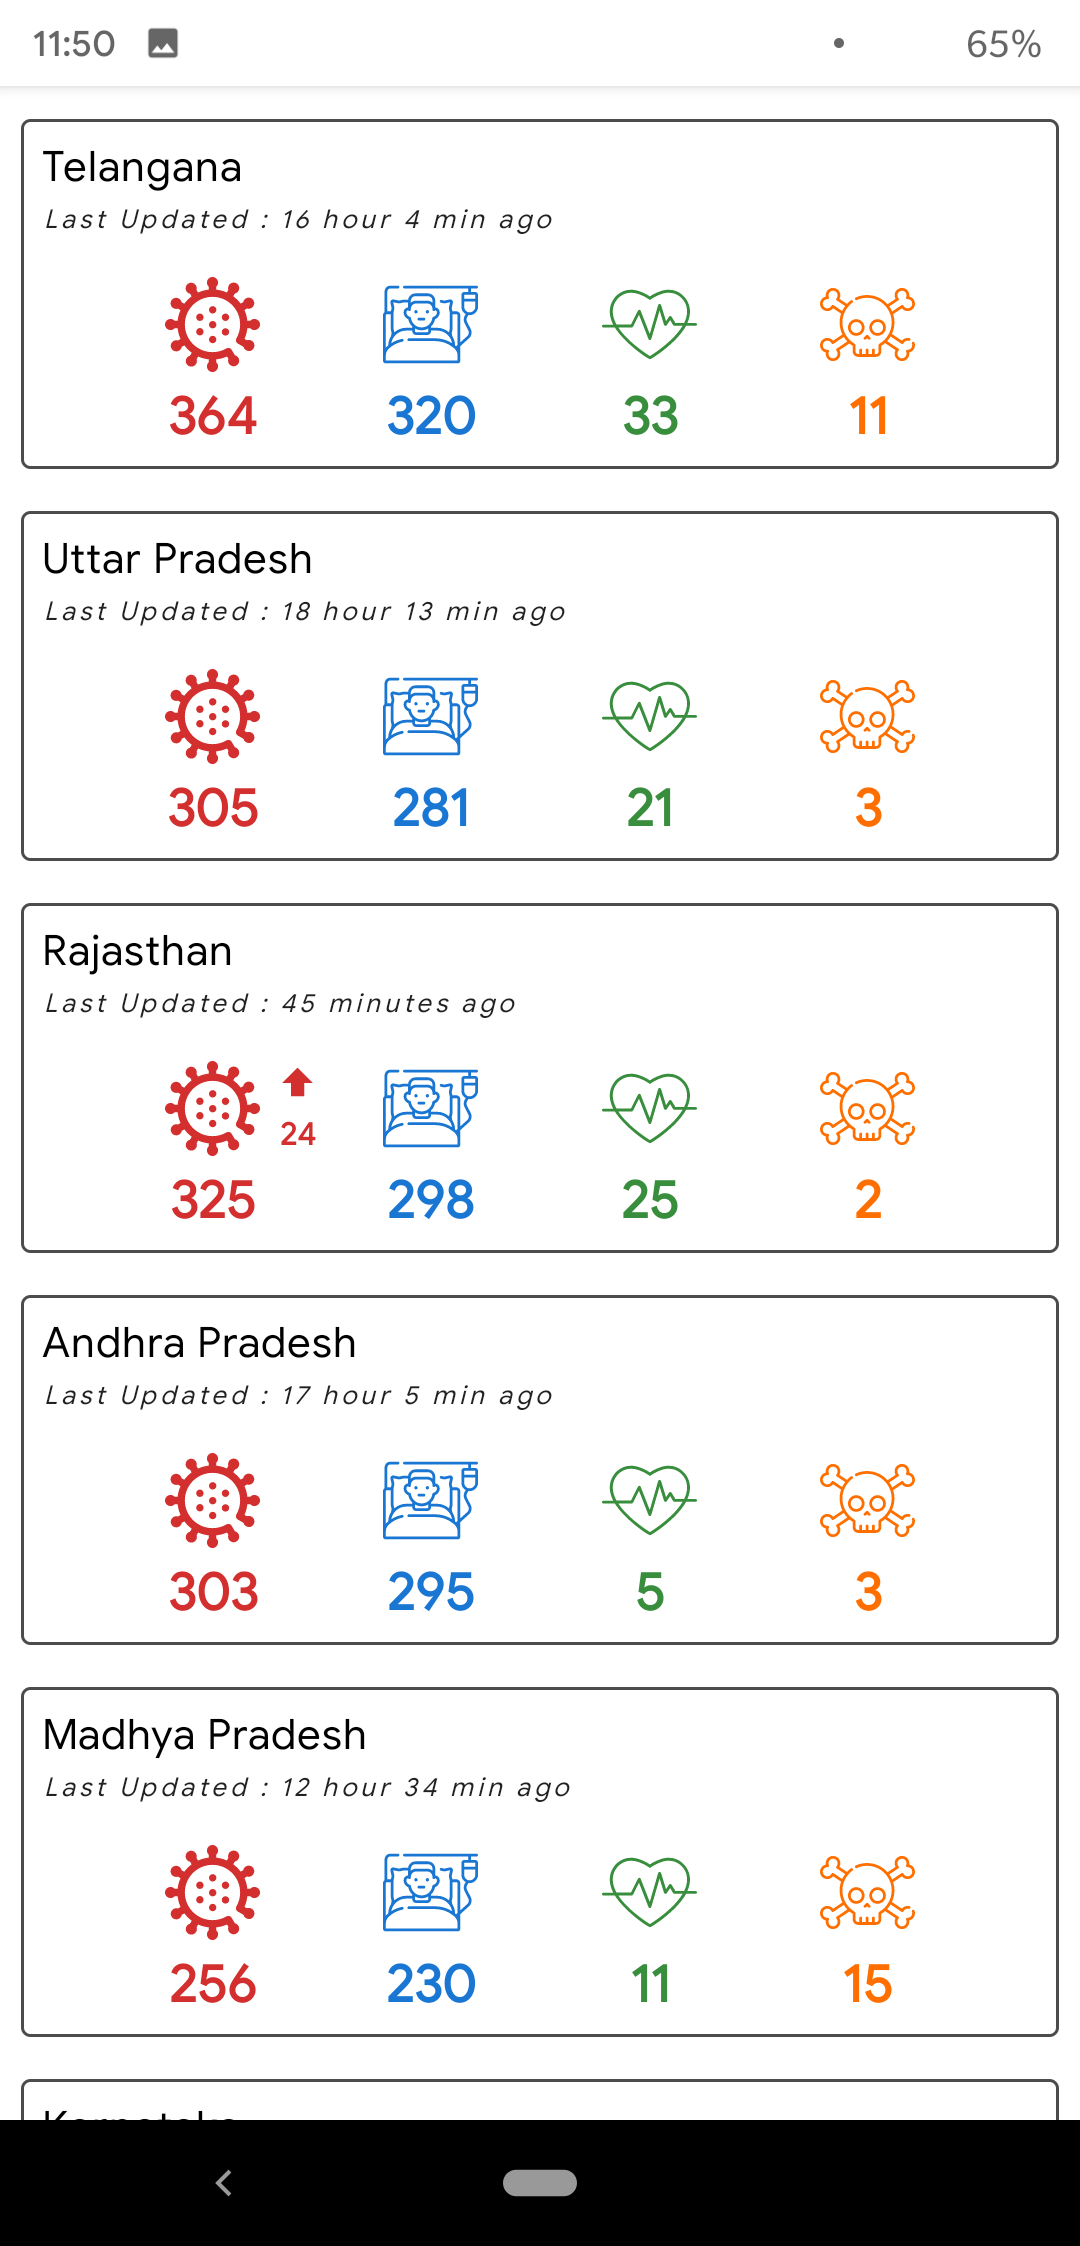 11:50 65%
Telangana
Last Updated : 16 hour 4 min ago
364 320 33 11
Uttar Pradesh
Last Updated : 18 hour 13 min ago
305 281 21 3
Rajasthan
Last Updated : 45 minutes ago
24
325 298 25 2
Andhra Pradesh
Last Updated : 17 hour 5 min ago
303 295 5 3
Madhya Pradesh
Last Updated : 12 hour 34 min ago
256 230 11 15
Karnataka